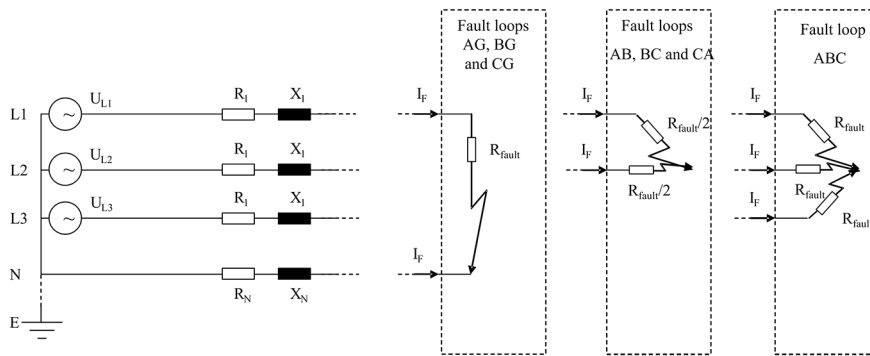 Fault loops
AG, BG
and CG
Fault loops
AB, BC and CA
Fault loop
ABC
L1
U_L1
R_l
X_l
I_F
I_F
R_fault/2
I_F
R_fault
R_fault
L2
U_L2
R_l
X_l
I_F
R_fault/2
I_F
R_fault
L3
U_L3
R_l
X_l
I_F
R_fault
N
R_N
X_N
I_F
E